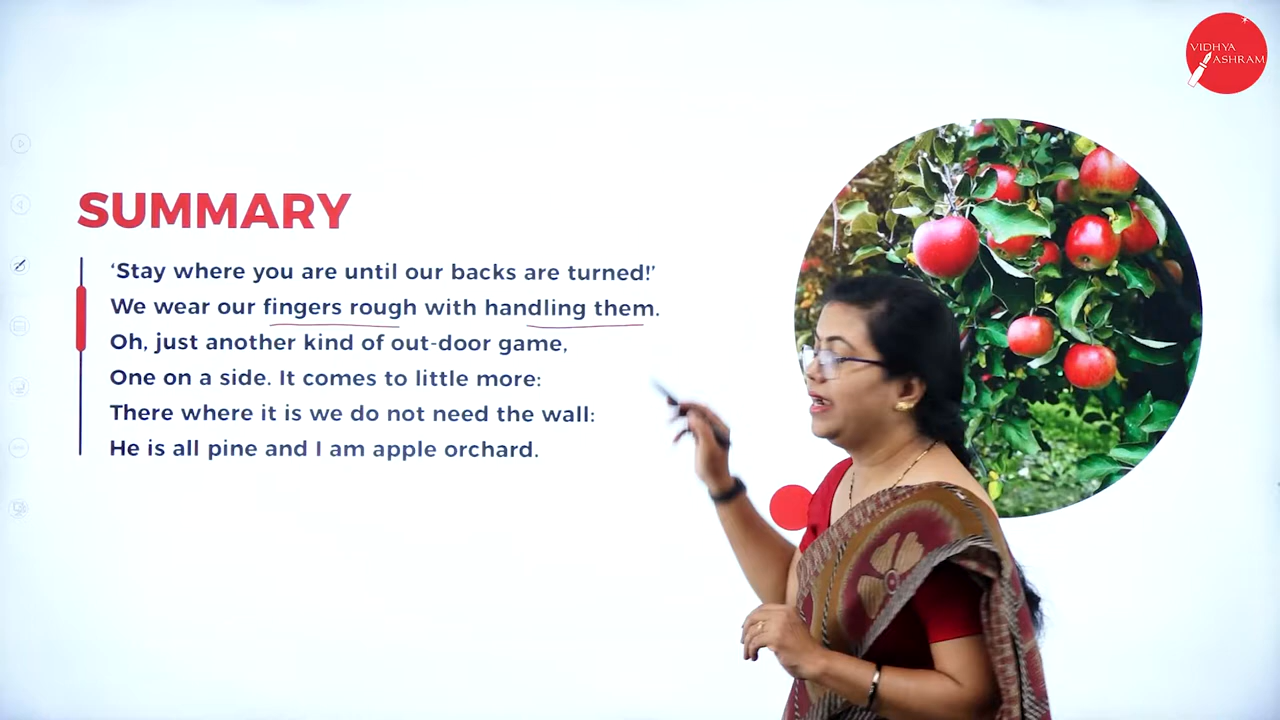 VIDHYA
ASHRAM
SUMMARY
‘Stay where you are until our backs are turned!’
We wear our fingers rough with handling them.
Oh, just another kind of out-door game,
One on a side. It comes to little more:
There where it is we do not need the wall:
He is all pine and I am apple orchard.